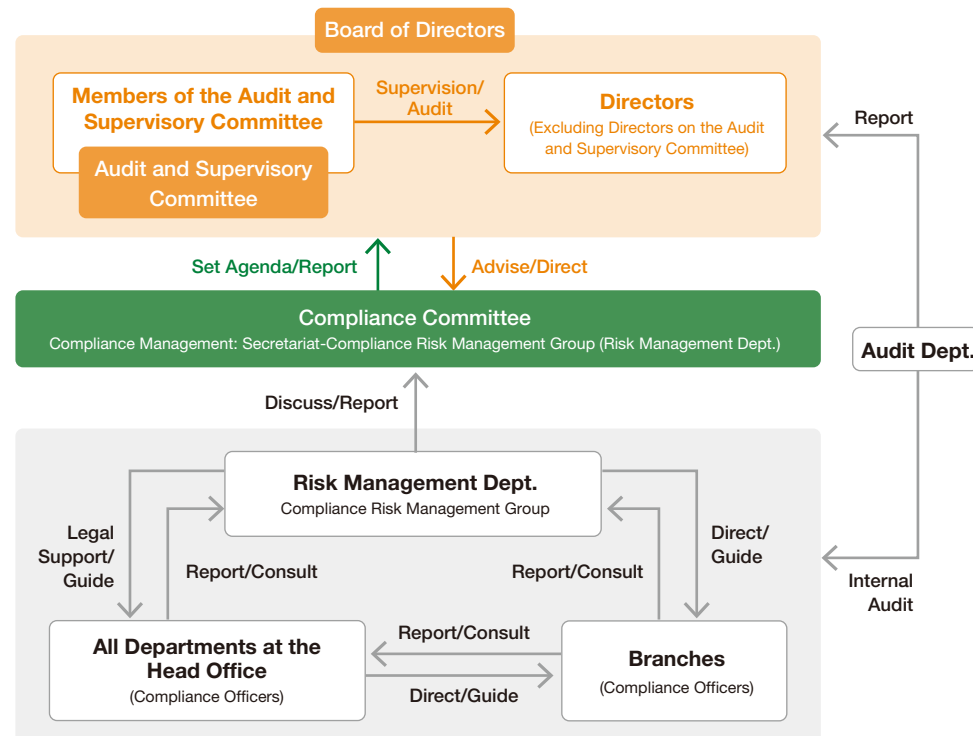 Board of Directors
Members of the Audit and
Supervisory Committee
Audit and Supervisory
Committee
Supervision/
Audit
Directors
(Excluding Directors on the Audit
and Supervisory Committee)
Report
Set Agenda/Report
Advise/Direct
Compliance Committee
Compliance Management: Secretariat-Compliance Risk Management Group (Risk Management Dept.)
Audit Dept.
Discuss/Report
Risk Management Dept.
Compliance Risk Management Group
Legal
Support/
Guide
Report/Consult
Report/Consult
Direct/
Guide
Internal
Audit
All Departments at the
Head Office
(Compliance Officers)
Report/Consult
Direct/Guide
Branches
(Compliance Officers)